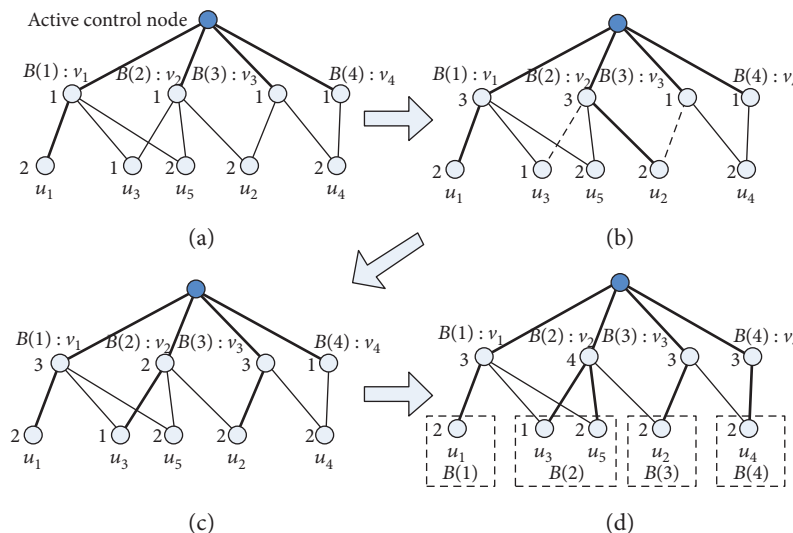 Active control node
B(1) : v1 B(2) : v2 B(3) : v3 B(4) : v4
1 1 1 1
2 1 2 2 2
u1 u3 u5 u2 u4
(a)
B(1) : v1 B(2) : v2 B(3) : v3 B(4) : v
3 3 1 1
2 1 2 2 2
u1 u3 u5 u2 u4
(b)
B(1) : v1 B(2) : v2 B(3) : v3 B(4) : v4
3 2 3 1
2 1 2 2 2
u1 u3 u5 u2 u4
(c)
B(1) : v1 B(2) : v2 B(3) : v3 B(4) : v
3 4 3 3
2 1 2 2 2
u1 u3 u5 u2 u4
B(1) B(2) B(3) B(4)
(d)